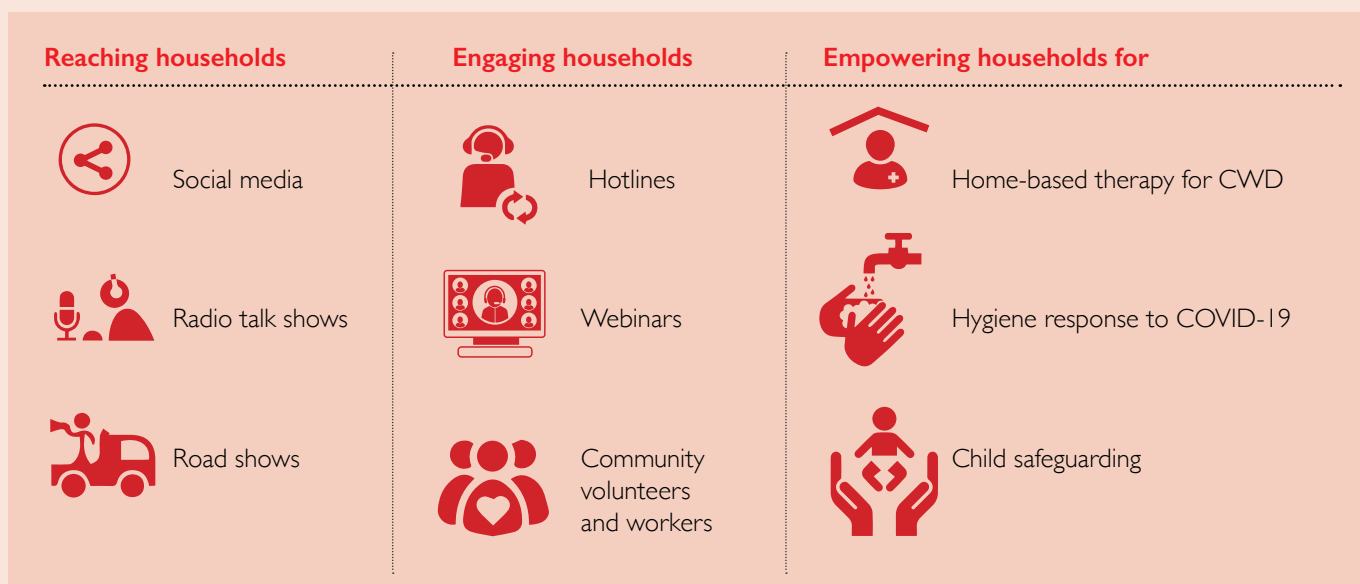 Reaching households
Social media
Radio talk shows
Road shows
Engaging households
Hotlines
Webinars
Community
volunteers
and workers
Empowering households for
Home-based therapy for CWD
Hygiene response to COVID-19
Child safeguarding